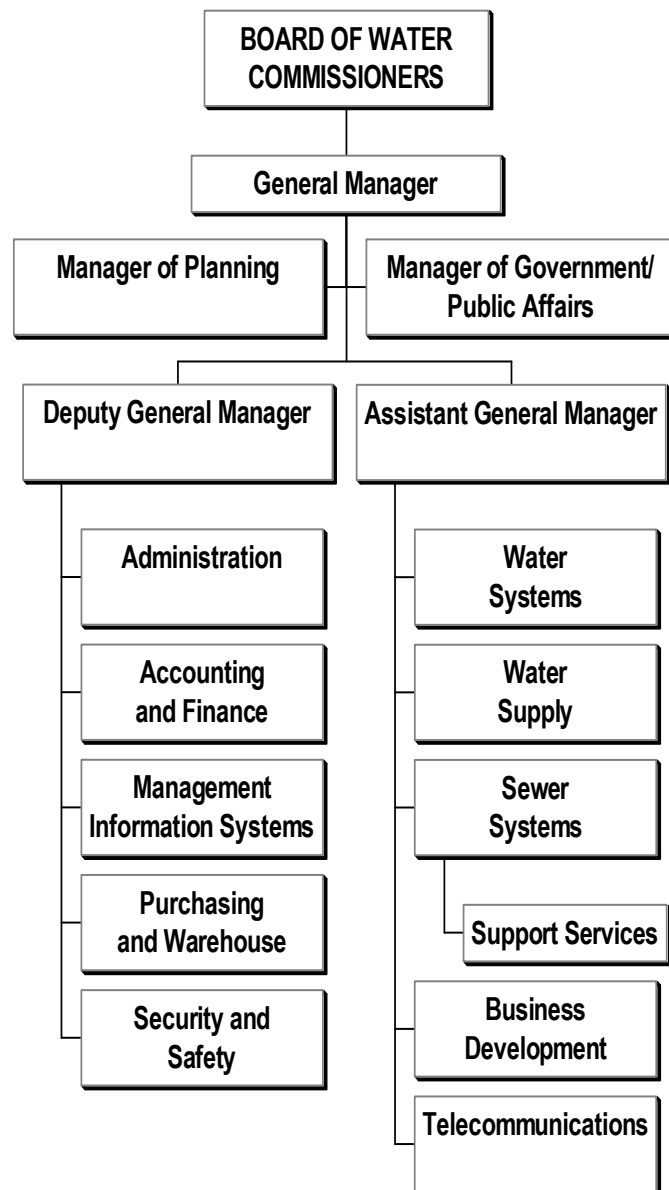 BOARD OF WATER
COMMISSIONERS
General Manager
Manager of Planning
Manager of Government/
Public Affairs
Deputy General Manager
Assistant General Manager
Administration
Accounting
and Finance
Management
Information Systems
Purchasing
and Warehouse
Security and
Safety
Water
Systems
Water
Supply
Sewer
Systems
Support Services
Business
Development
Telecommunications